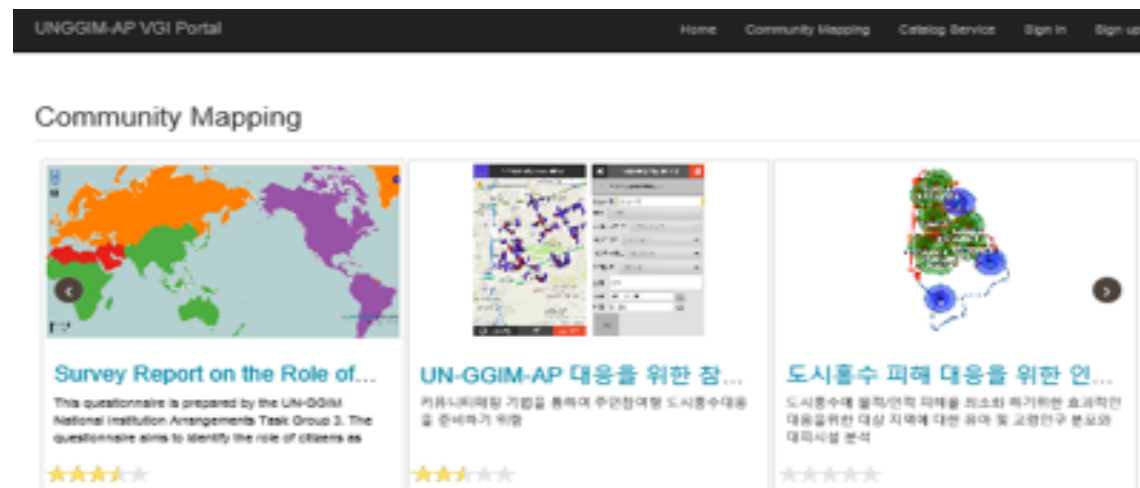 UNGGIM-AP VGI Portal
Home Community Mapping Catalog Service Sign In Sign up
Community Mapping
Survey Report on the Role of...
This questionnaire is prepared by the UN-GGIM
National Institution Arrangements Task Group 3. The
questionnaire aims to identify the role of citizens as
UN-GGIM-AP 대응을 위한 참...
커뮤니티매핑 기법을 통하여 주민참여형 도시홍수대응
을 준비하기 위함
도시홍수 피해 대응을 위한 인...
도시홍수에 물적/인적 피해를 최소화 하기위한 효과적인
대응을위한 대상 지역에 대한 유아 및 고령인구 분포와
대피시설 분석